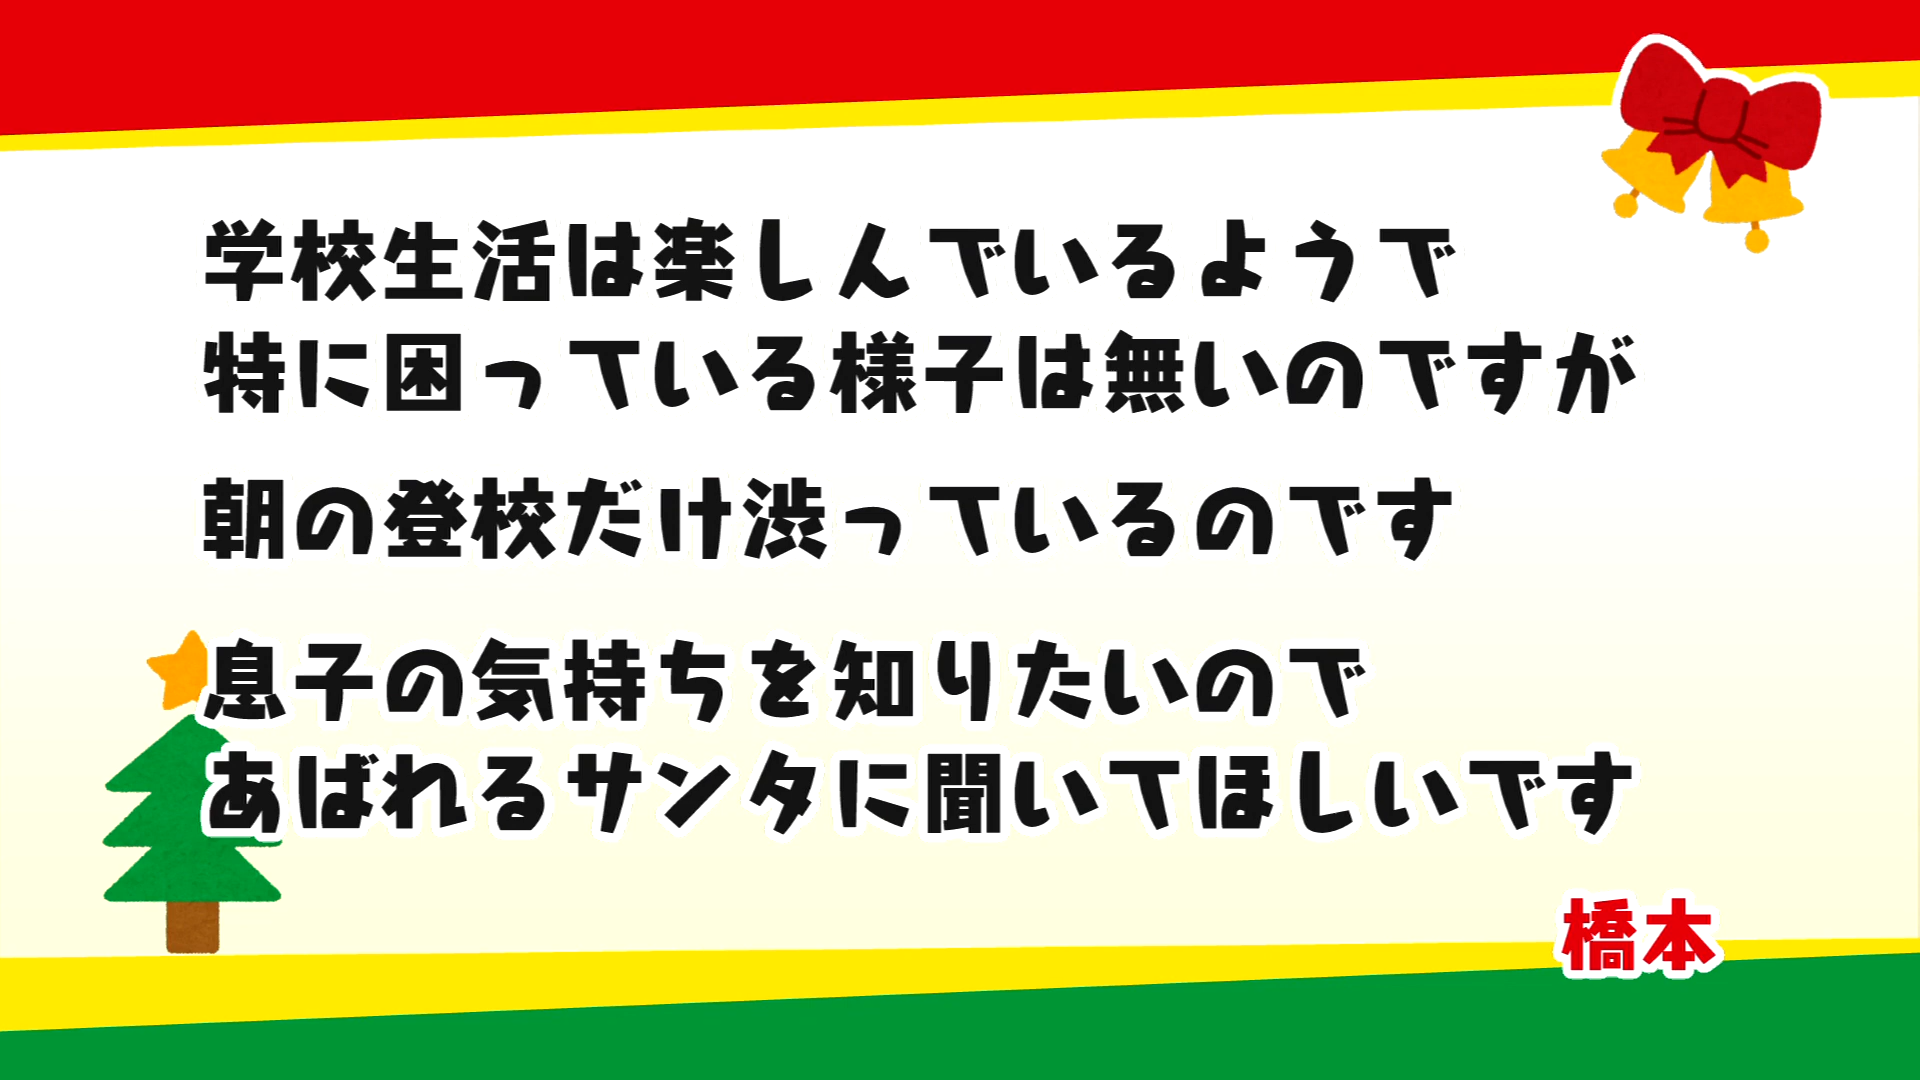 学校生活は楽しんでいるようで
特に困っている様子は無いのですが
朝の登校だけ渋っているのです
息子の気持ちを知りたいので
あばれるサンタに聞いてほしいです
橋本